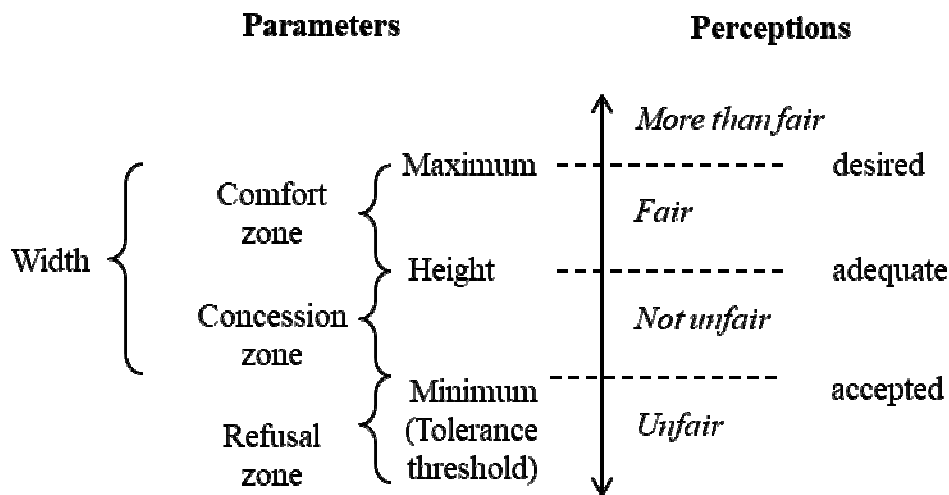 Parameters
Perceptions
More than fair
Maximum
desired
Comfort
zone
Fair
Width
Height
adequate
Concession
zone
Not unfair
Minimum
(Tolerance
threshold)
accepted
Refusal
zone
Unfair